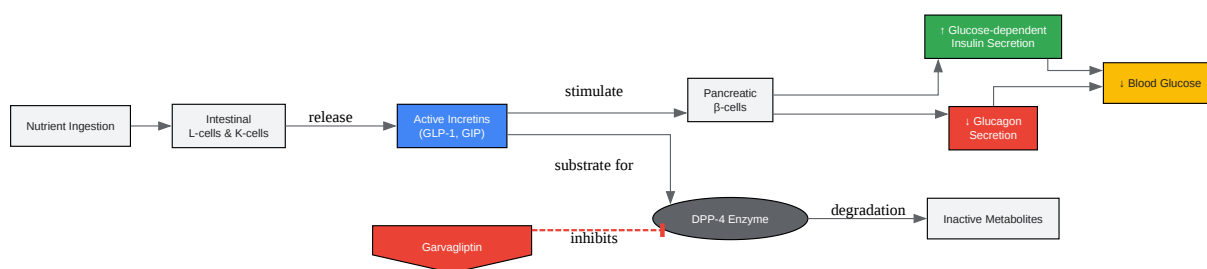 ↑ Glucose-dependent
Insulin Secretion
↓ Blood Glucose
stimulate
Pancreatic
β-cells
Nutrient Ingestion
Intestinal
L-cells & K-cells
release
Active Incretins
(GLP-1, GIP)
↓ Glucagon
Secretion
substrate for
DPP-4 Enzyme
degradation
Inactive Metabolites
Garvagliptin
inhibits